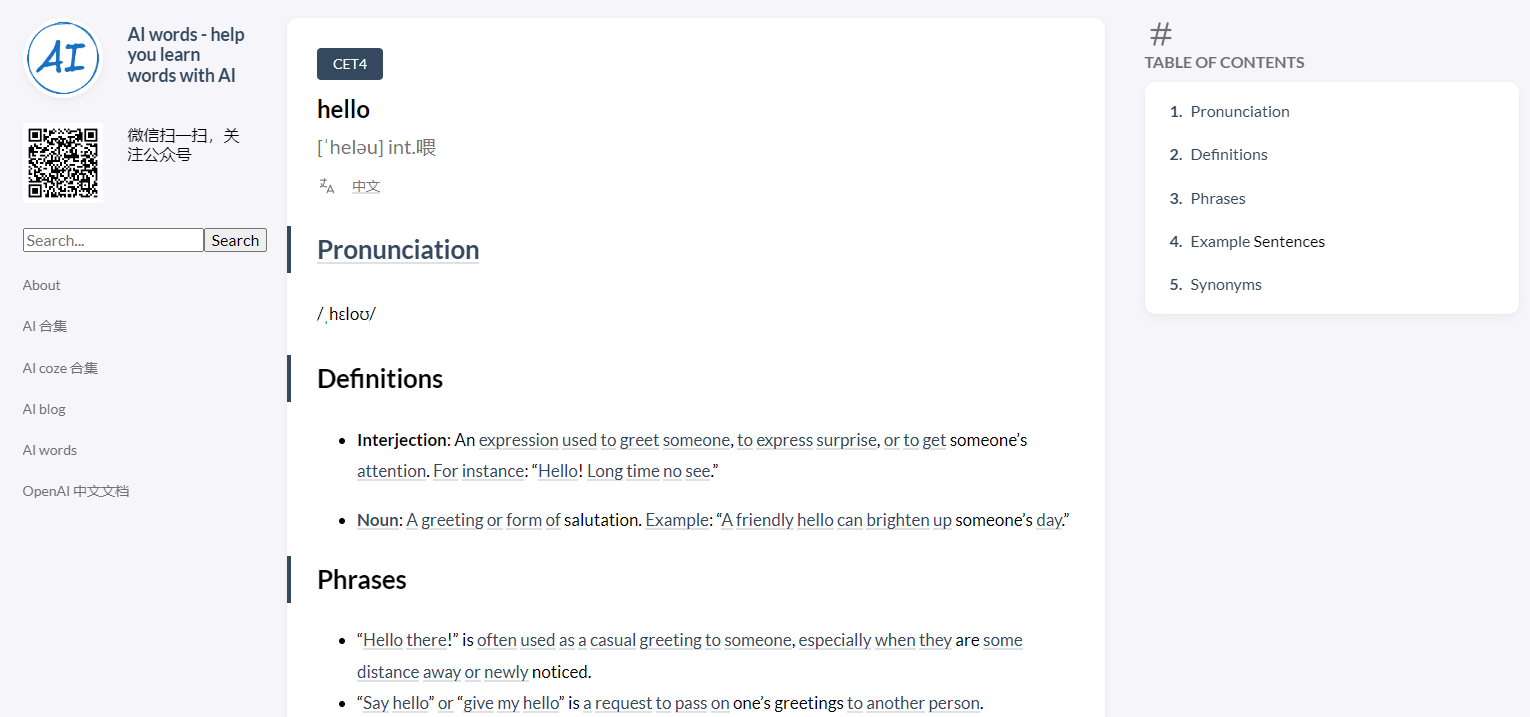 AI
AI words - help
you learn
words with AI
微信扫一扫，关
注公众号
Search...
Search
About
AI 合集
AI coze 合集
AI blog
AI words
OpenAI 中文文档
CET4
hello
[ˈheləu] int.喂
中文
Pronunciation
/ˌhɛloʊ/
Definitions
Interjection: An expression used to greet someone, to express surprise, or to get someone’s
attention. For instance: “Hello! Long time no see.”
Noun: A greeting or form of salutation. Example: “A friendly hello can brighten up someone’s day.”
Phrases
“Hello there!” is often used as a casual greeting to someone, especially when they are some
distance away or newly noticed.
“Say hello” or “give my hello” is a request to pass on one’s greetings to another person.
#
TABLE OF CONTENTS
1. Pronunciation
2. Definitions
3. Phrases
4. Example Sentences
5. Synonyms